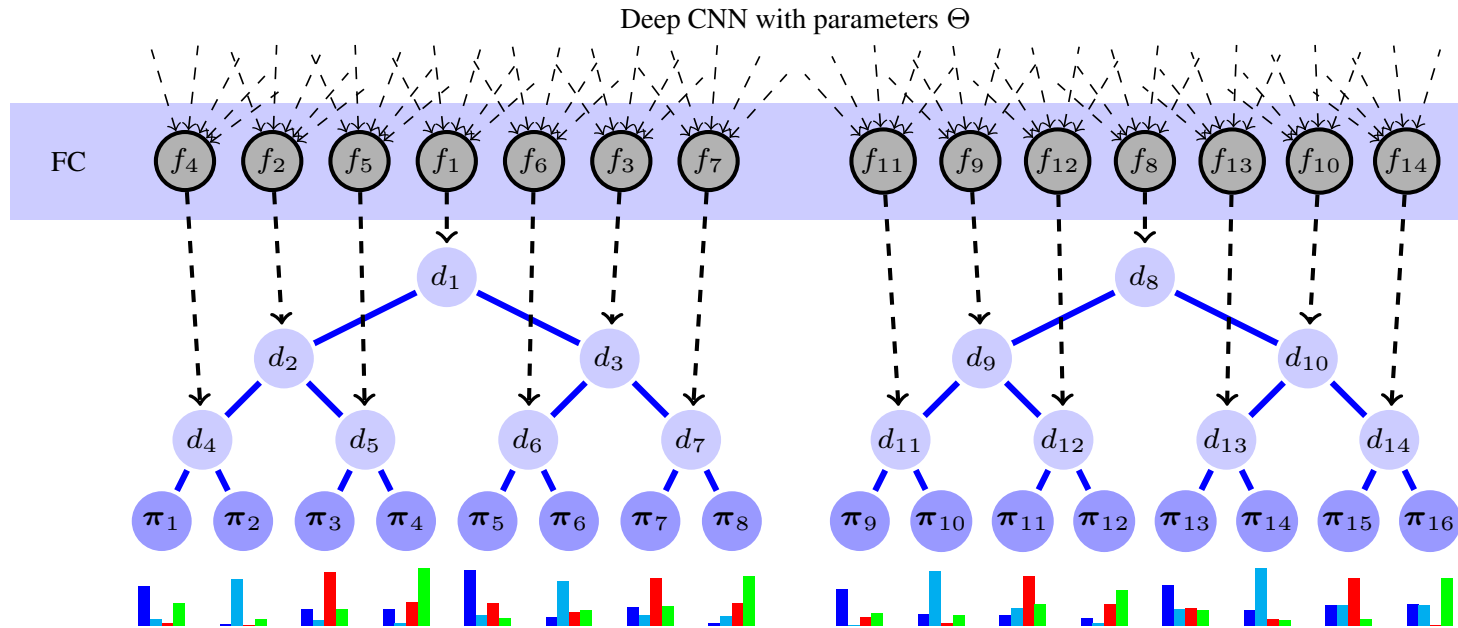 Deep CNN with parameters Θ
FC f₄ f₂ f₅ f₁ f₆ f₃ f₇ f₁₁ f₉ f₁₂ f₈ f₁₃ f₁₀ f₁₄
d₁ d₈
d₂ d₃ d₉ d₁₀
d₄ d₅ d₆ d₇ d₁₁ d₁₂ d₁₃ d₁₄
π₁ π₂ π₃ π₄ π₅ π₆ π₇ π₈ π₉ π₁₀ π₁₁ π₁₂ π₁₃ π₁₄ π₁₅ π₁₆